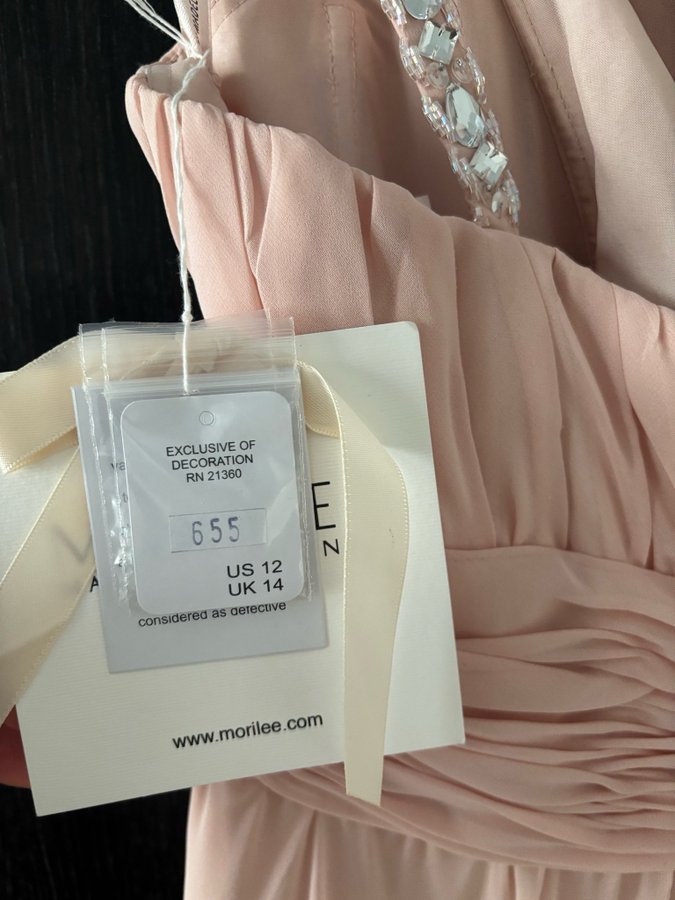 EXCLUSIVE OF
DECORATION
RN 21360
655
US 12
UK 14
E
N
A
considered as defective
www.morilee.com